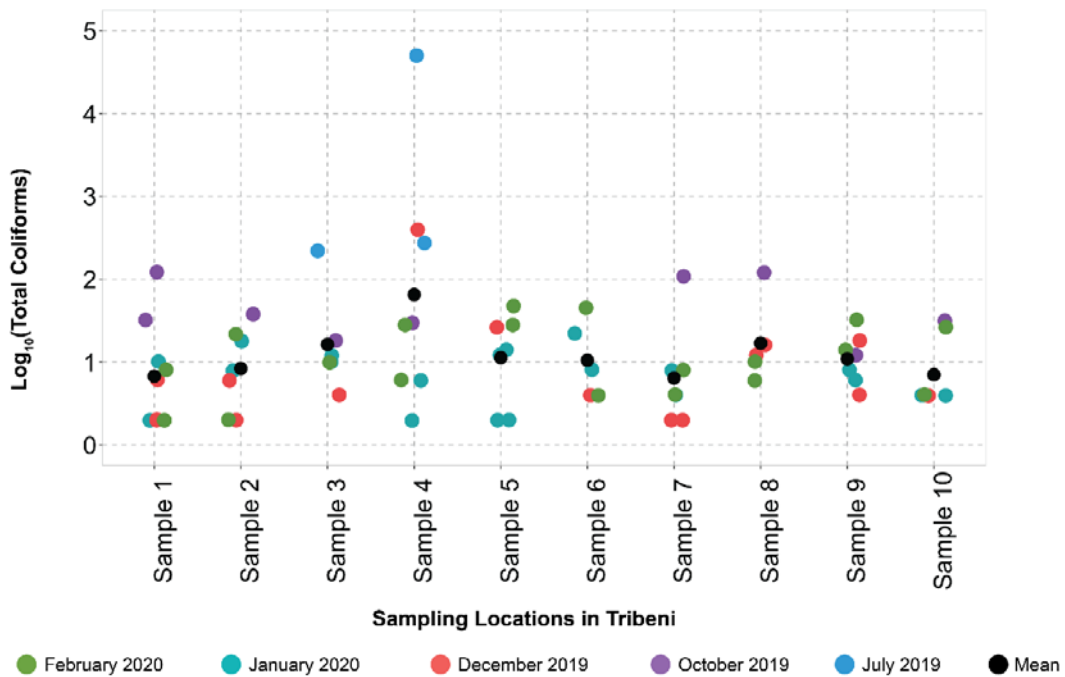 5
4
3
2
1
0
Log₁₀(Total Coliforms)
Sample 1
Sample 2
Sample 3
Sample 4
Sample 5
Sample 6
Sample 7
Sample 8
Sample 9
Sample 10
Sampling Locations in Tribeni
February 2020 January 2020 December 2019 October 2019 July 2019 Mean